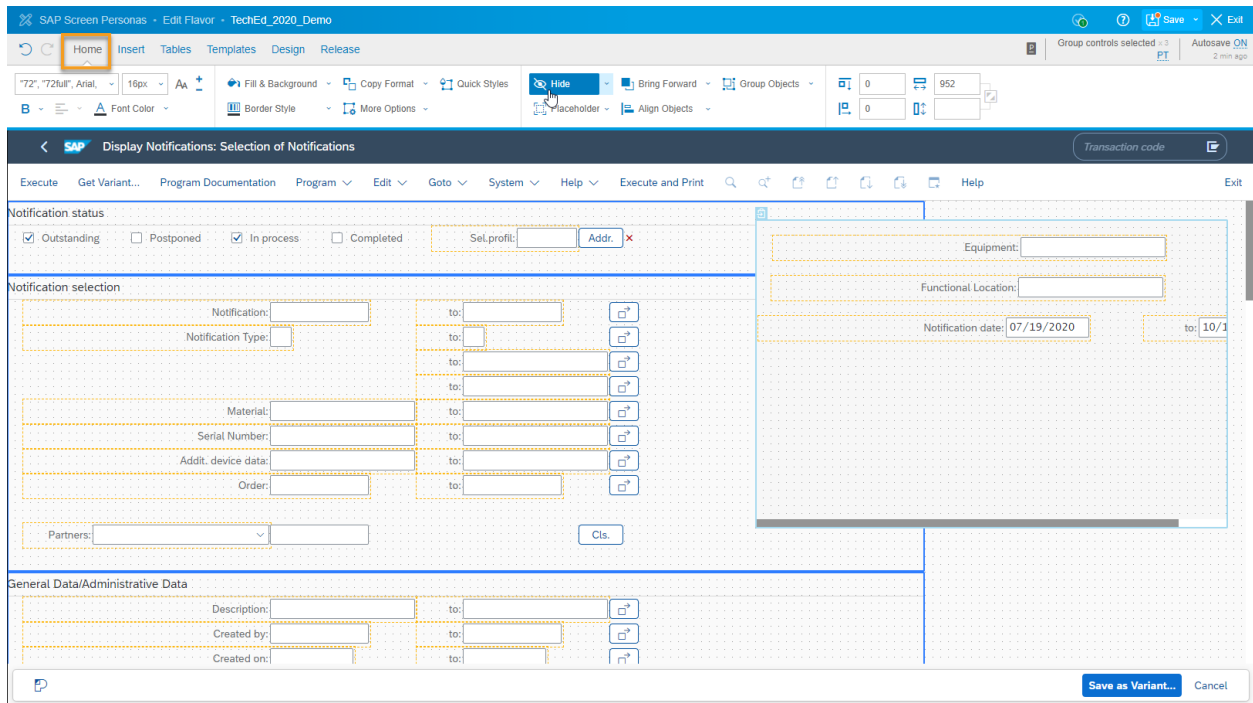 SAP Screen Personas • Edit Flavor • TechEd_2020_Demo Save Exit
Home Insert Tables Templates Design Release Group controls selected × 3 PT Autosave ON 2 min ago
"72", "72full", Arial, 16px AA Fill & Background Copy Format Quick Styles Hide Bring Forward Group Objects 0 952
B A Font Color Border Style More Options Placeholder Align Objects 0
SAP Display Notifications: Selection of Notifications Transaction code
Execute Get Variant... Program Documentation Program Edit Goto System Help Execute and Print Help Exit
Notification status
Outstanding Postponed In process Completed Sel.profil: Addr.
Equipment:
Notification selection
Functional Location:
Notification: to:
Notification date: 07/19/2020 to: 10/1
Notification Type: to:
to:
to:
Material: to:
Serial Number: to:
Addit. device data: to:
Order: to:
Partners: Cls.
General Data/Administrative Data
Description: to:
Created by: to:
Created on: to:
Save as Variant... Cancel